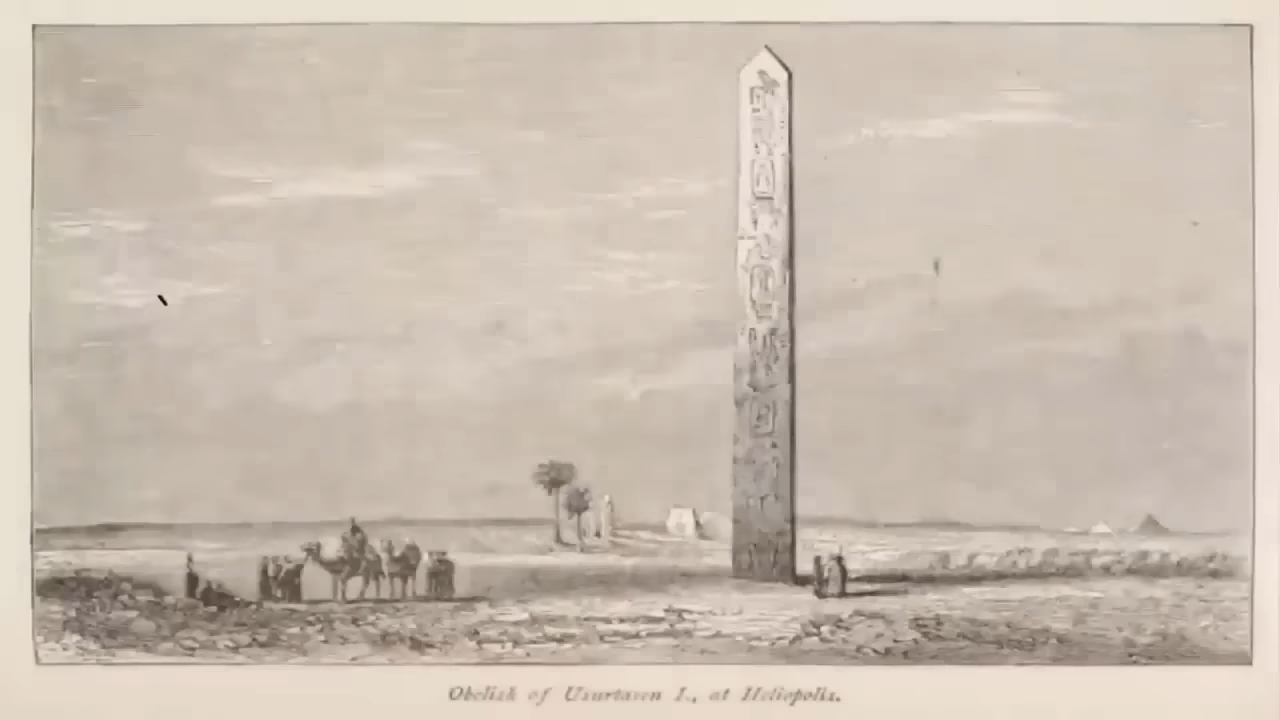 Obelisk of Usurtasen I., at Heliopolis.